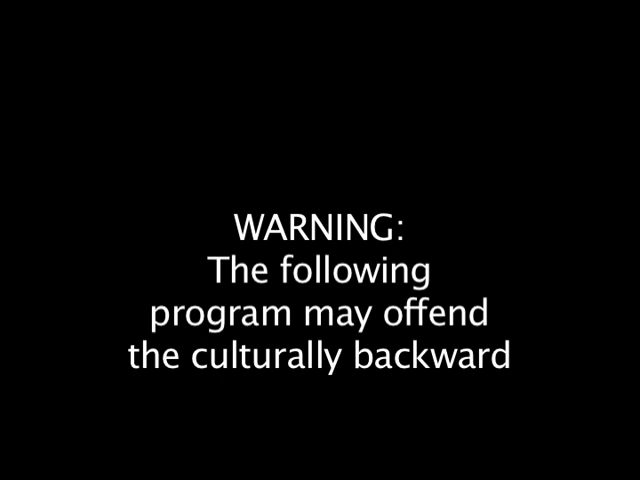 WARNING:
The following
program may offend
the culturally backward